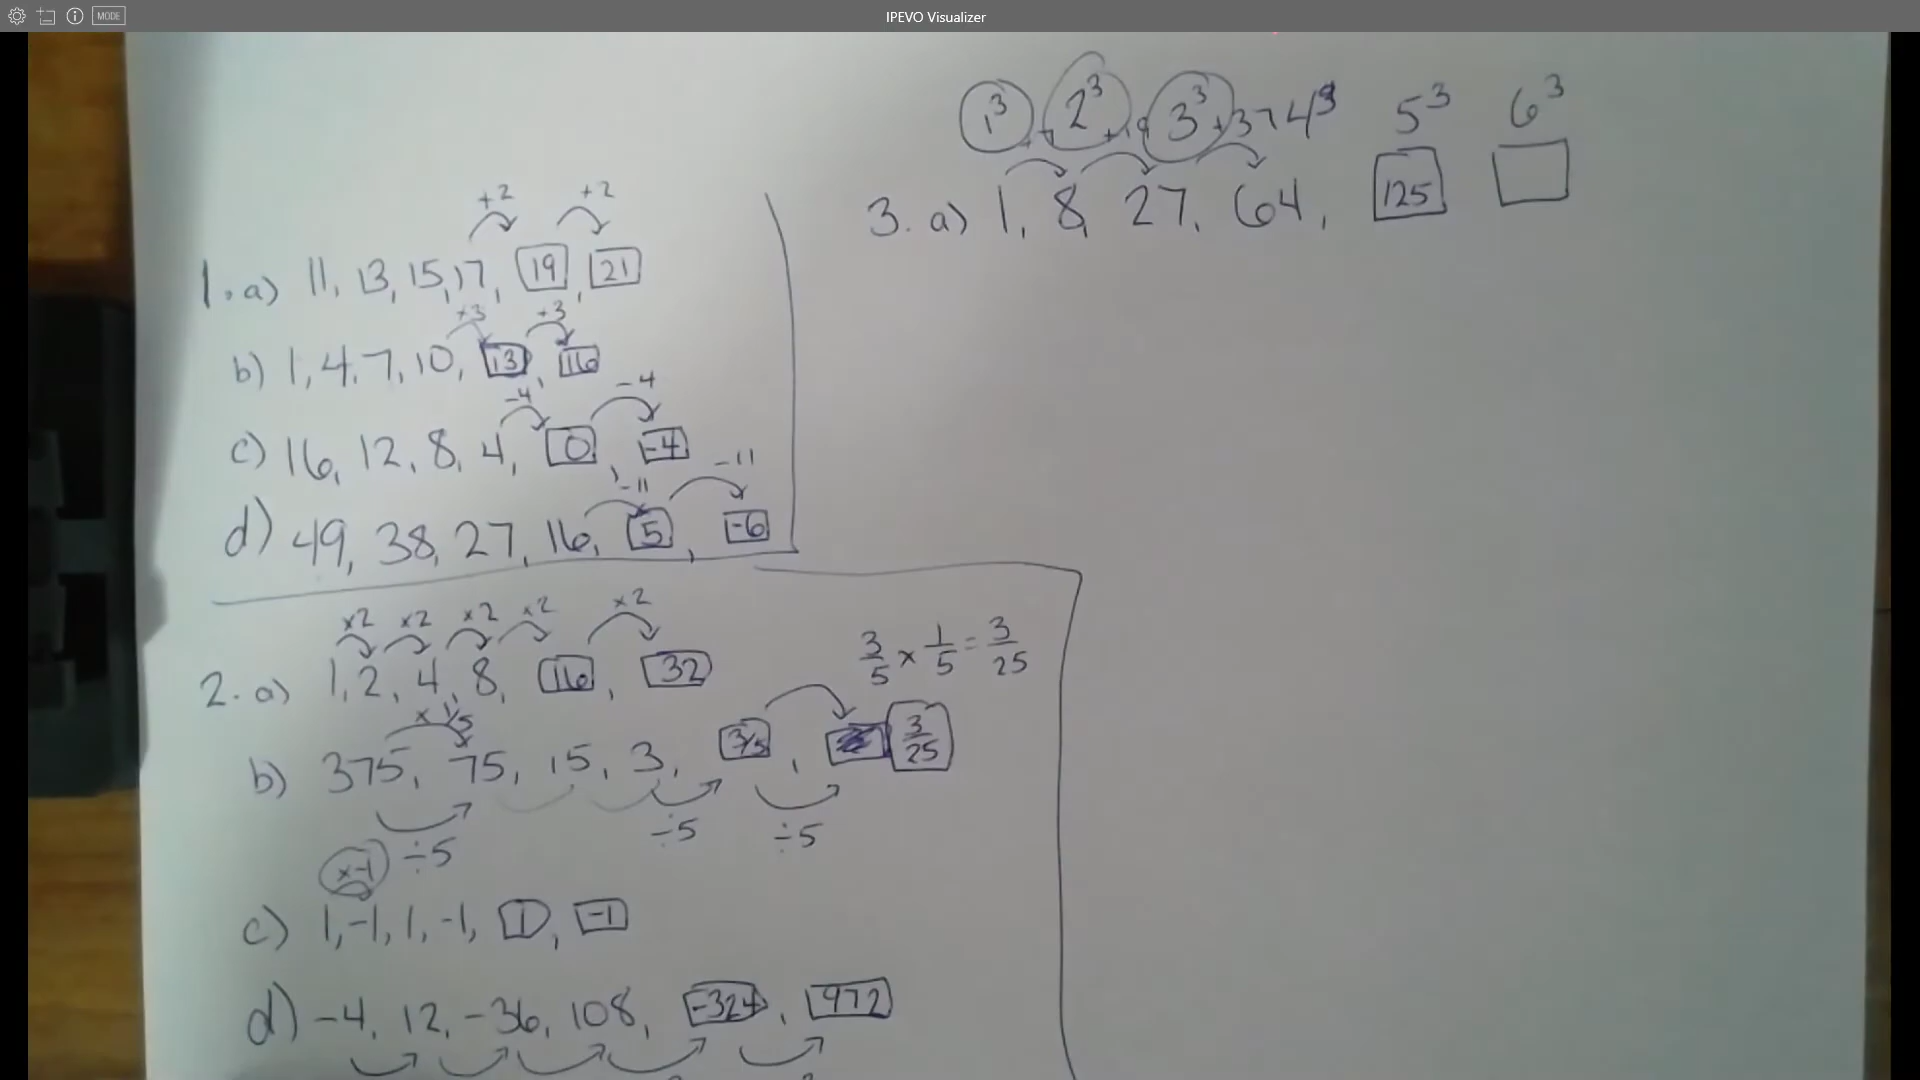 MODE
IPEVO Visualizer
+2 +2
1. a) 11, 13, 15, 17, 19, 21
+3 +3
b) 1, 4, 7, 10, 13, 16
-4 -4
c) 16, 12, 8, 4, 0, -4
-11 -11
d) 49, 38, 27, 16, 5, -6
×2 ×2 ×2 ×2 ×2
2. a) 1, 2, 4, 8, 16, 32
3/5 × 1/5 = 3/25
× 1/5
b) 375, 75, 15, 3, 3/5, 3/25
÷5 ÷5 ÷5
×-1
c) 1, -1, 1, -1, 1, -1
d) -4, 12, -36, 108, -324, 972
1³ 2³ 3³ +37 4³ 5³ 6³
3. a) 1, 8, 27, 64, 125